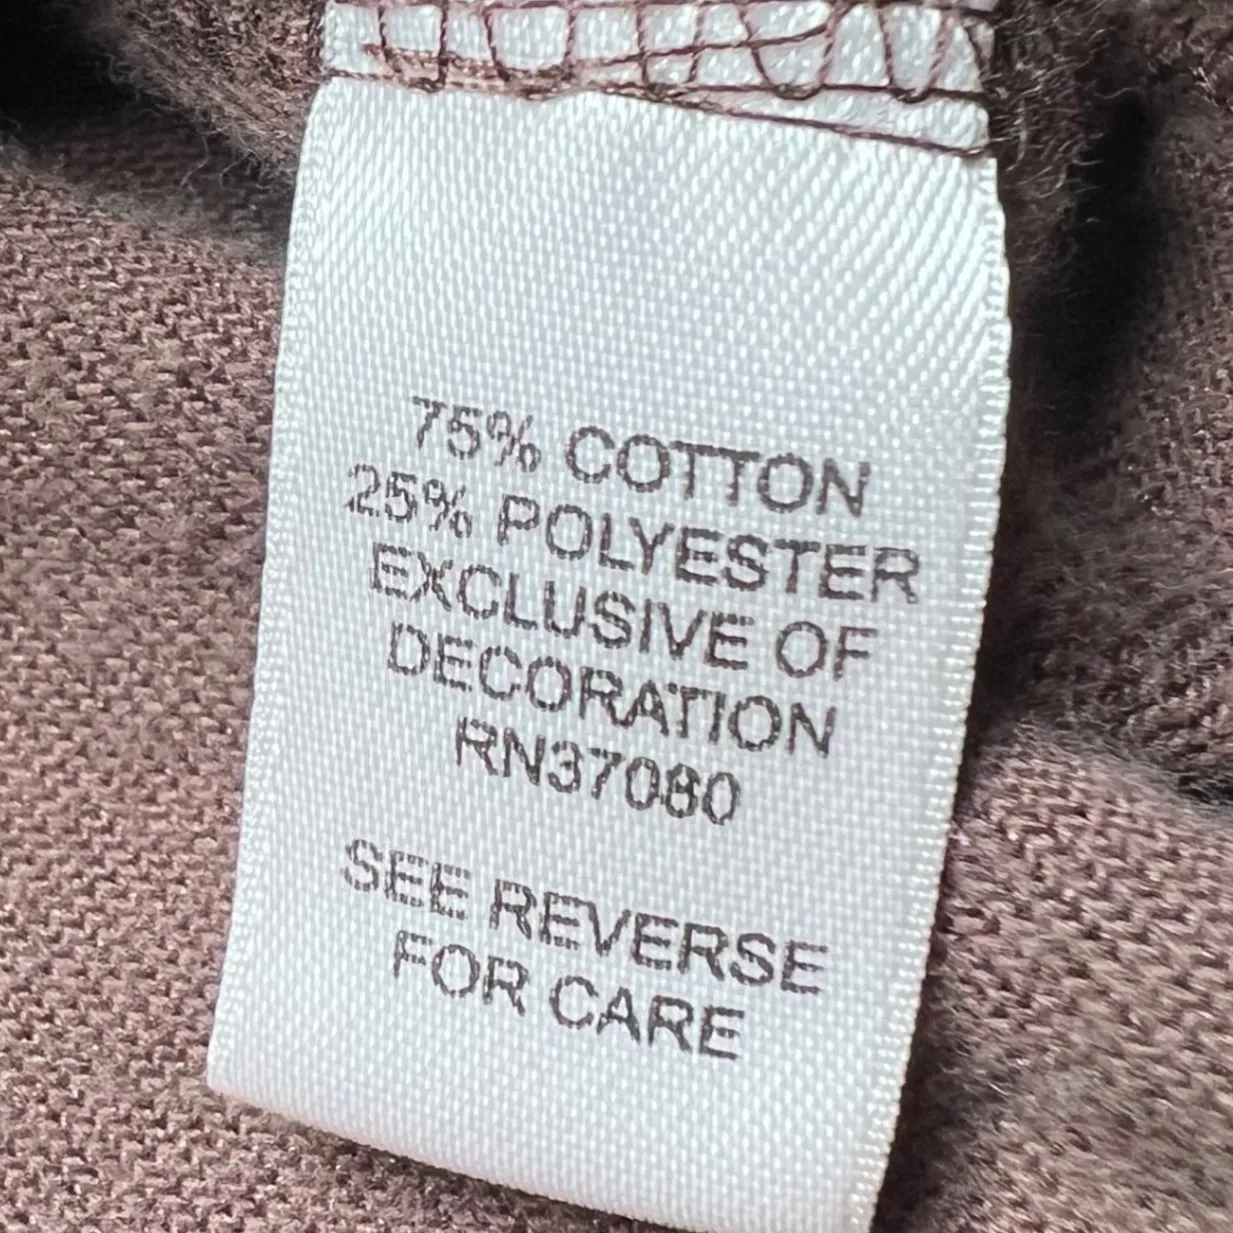 75% COTTON
25% POLYESTER
EXCLUSIVE OF
DECORATION
RN37080
SEE REVERSE
FOR CARE